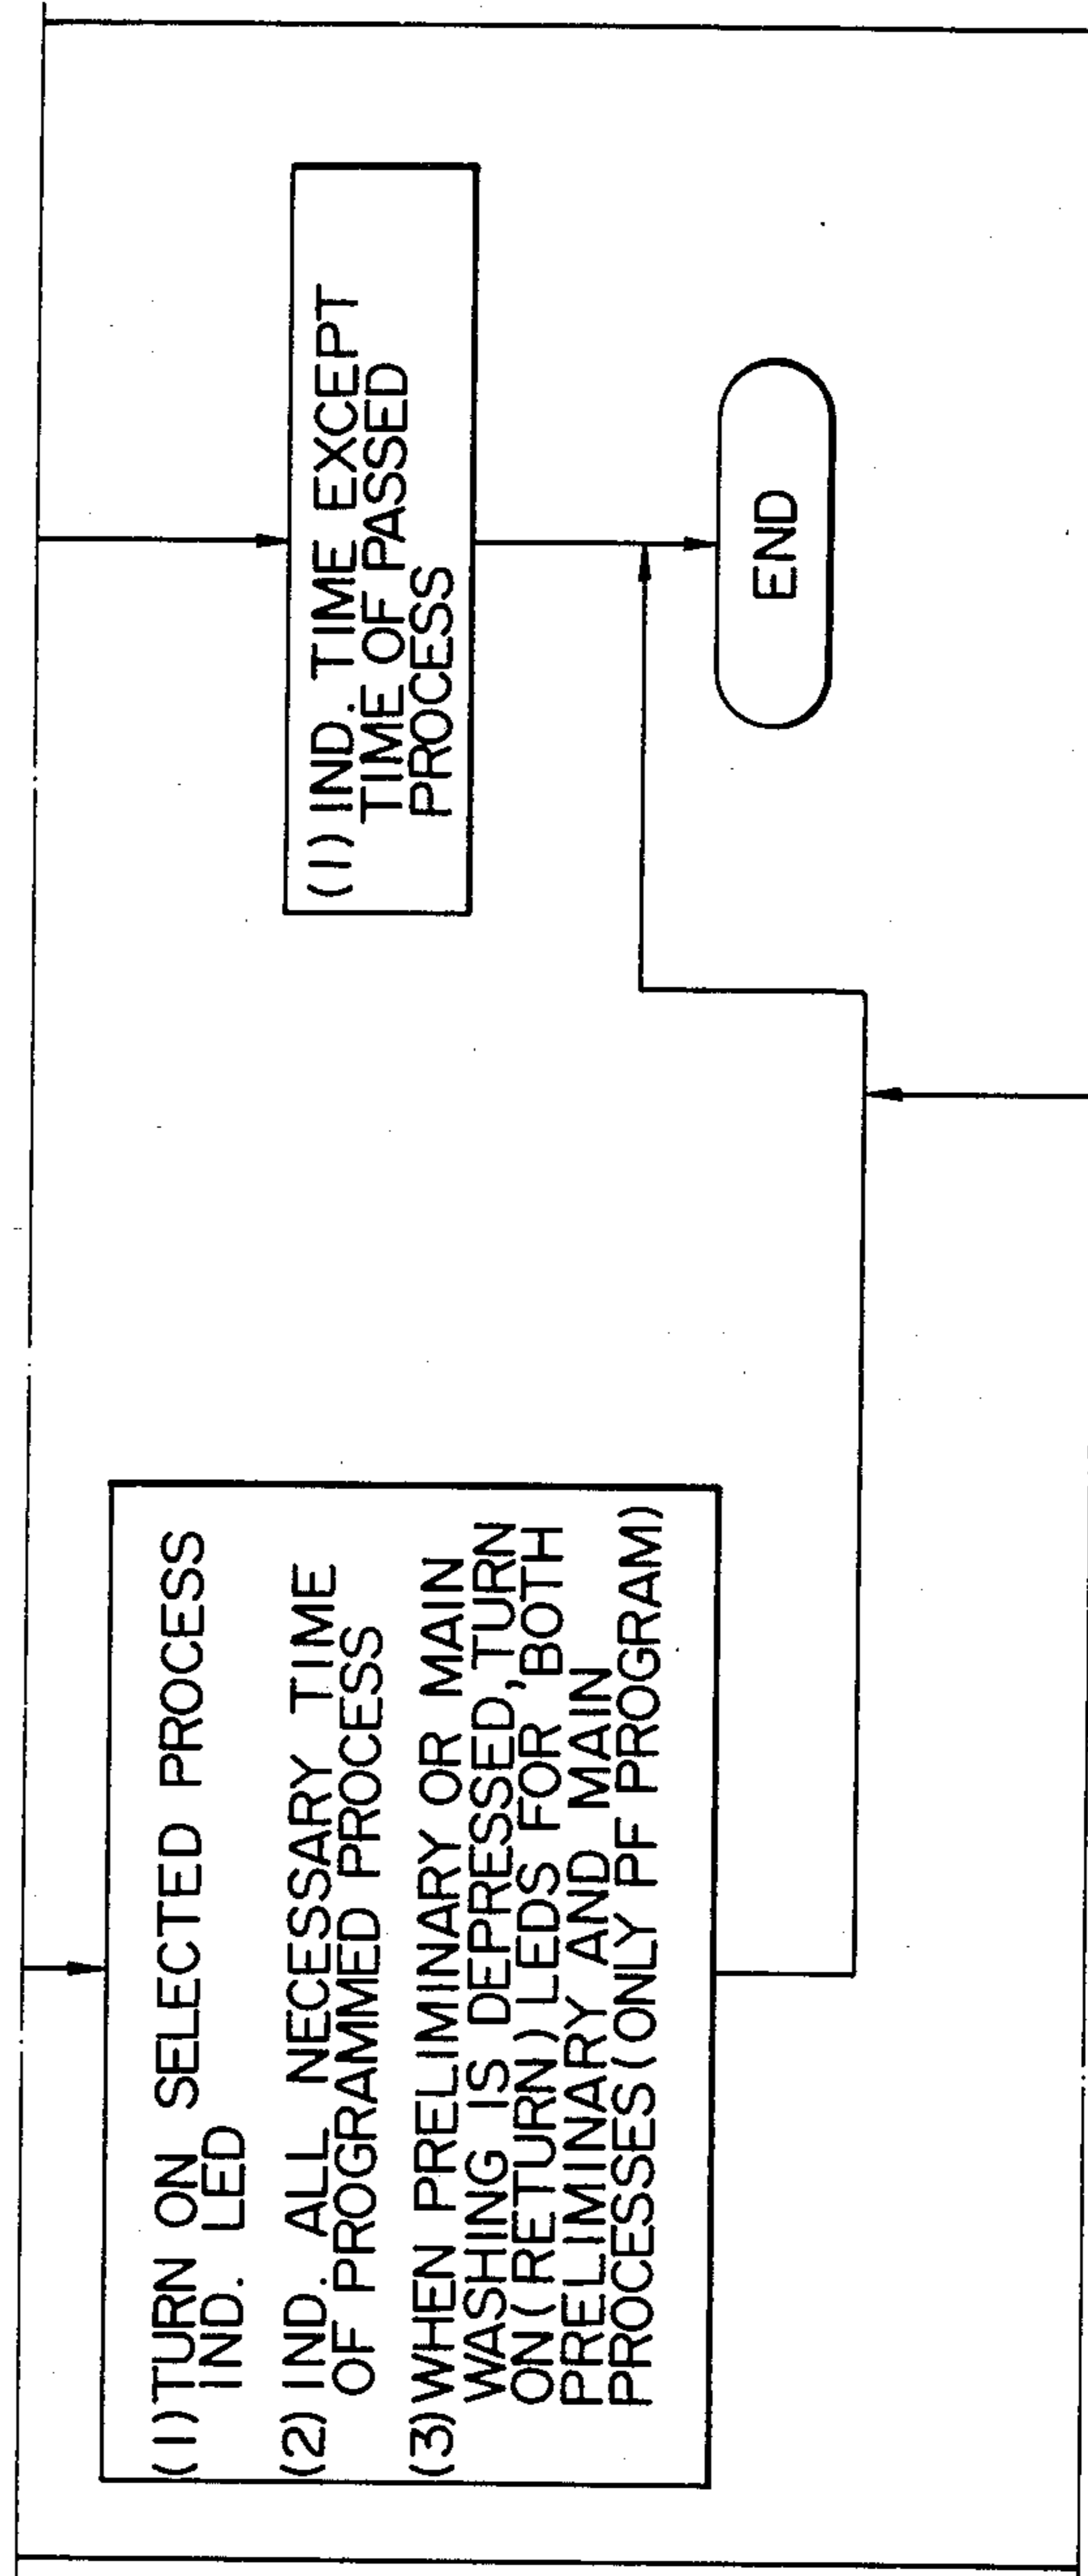 (1) TURN ON SELECTED PROCESS
IND. LED
(2) IND. ALL NECESSARY TIME
OF PROGRAMMED PROCESS
(3) WHEN PRELIMINARY OR MAIN
WASHING IS DEPRESSED, TURN
ON (RETURN) LEDS FOR BOTH
PRELIMINARY AND MAIN
PROCESSES (ONLY PF PROGRAM)
(1) IND. TIME EXCEPT
TIME OF PASSED
PROCESS
END